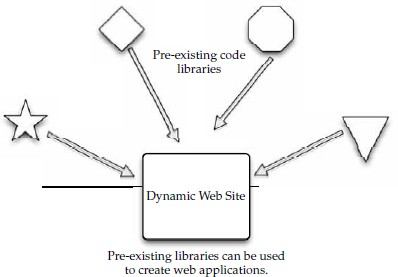 Pre-existing code
libraries
Dynamic Web Site
Pre-existing libraries can be used
to create web applications.